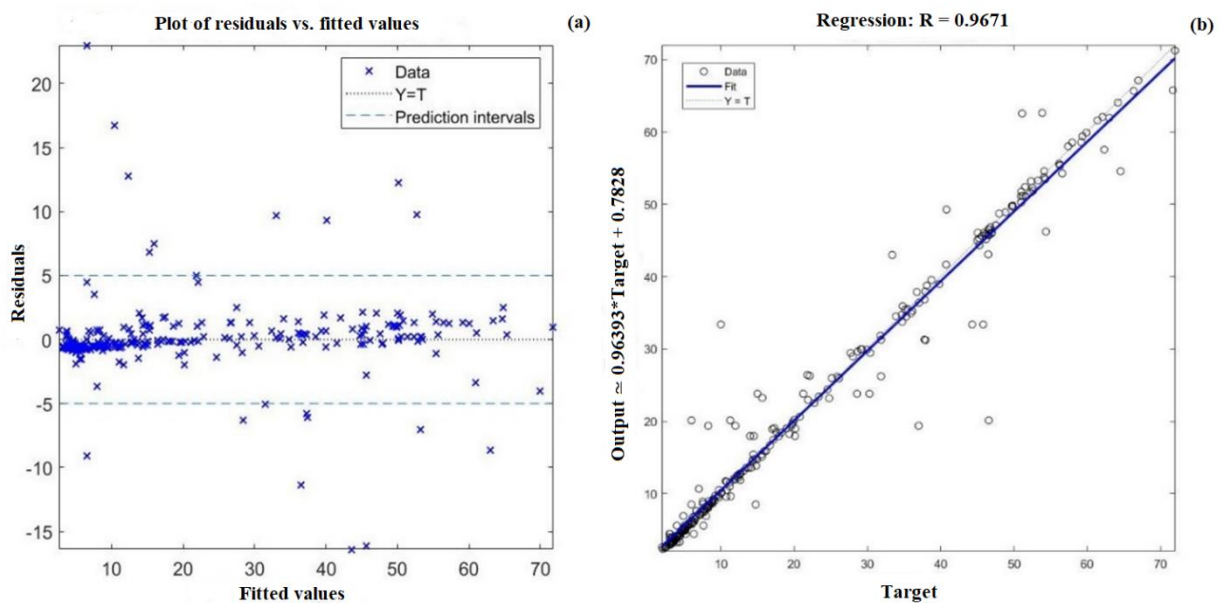 Plot of residuals vs. fitted values
(a)
Data
Y=T
Prediction intervals
Residuals
20
15
10
5
0
-5
-10
-15
10
20
30
40
50
60
70
Fitted values
Regression: R = 0.9671
(b)
Data
Fit
Y = T
Output ≃ 0.96393*Target + 0.7828
70
60
50
40
30
20
10
10
20
30
40
50
60
70
Target